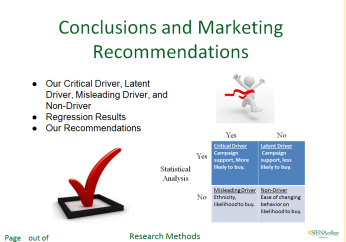 Conclusions and Marketing
Recommendations
● Our Critical Driver, Latent
Driver, Misleading Driver, and
Non-Driver
● Regression Results
● Our Recommendations
Yes No
Statistical
Analysis
Yes
Critical Driver
Campaign
support, More
likely to buy.
Latent Driver
Campaign
support, less
likely to buy.
No
Misleading Driver
Ethnicity,
likelihood to buy.
Non-Driver
Ease of changing
behavior on
likelihood to buy.
Page out of
Research Methods
SIENAcollege